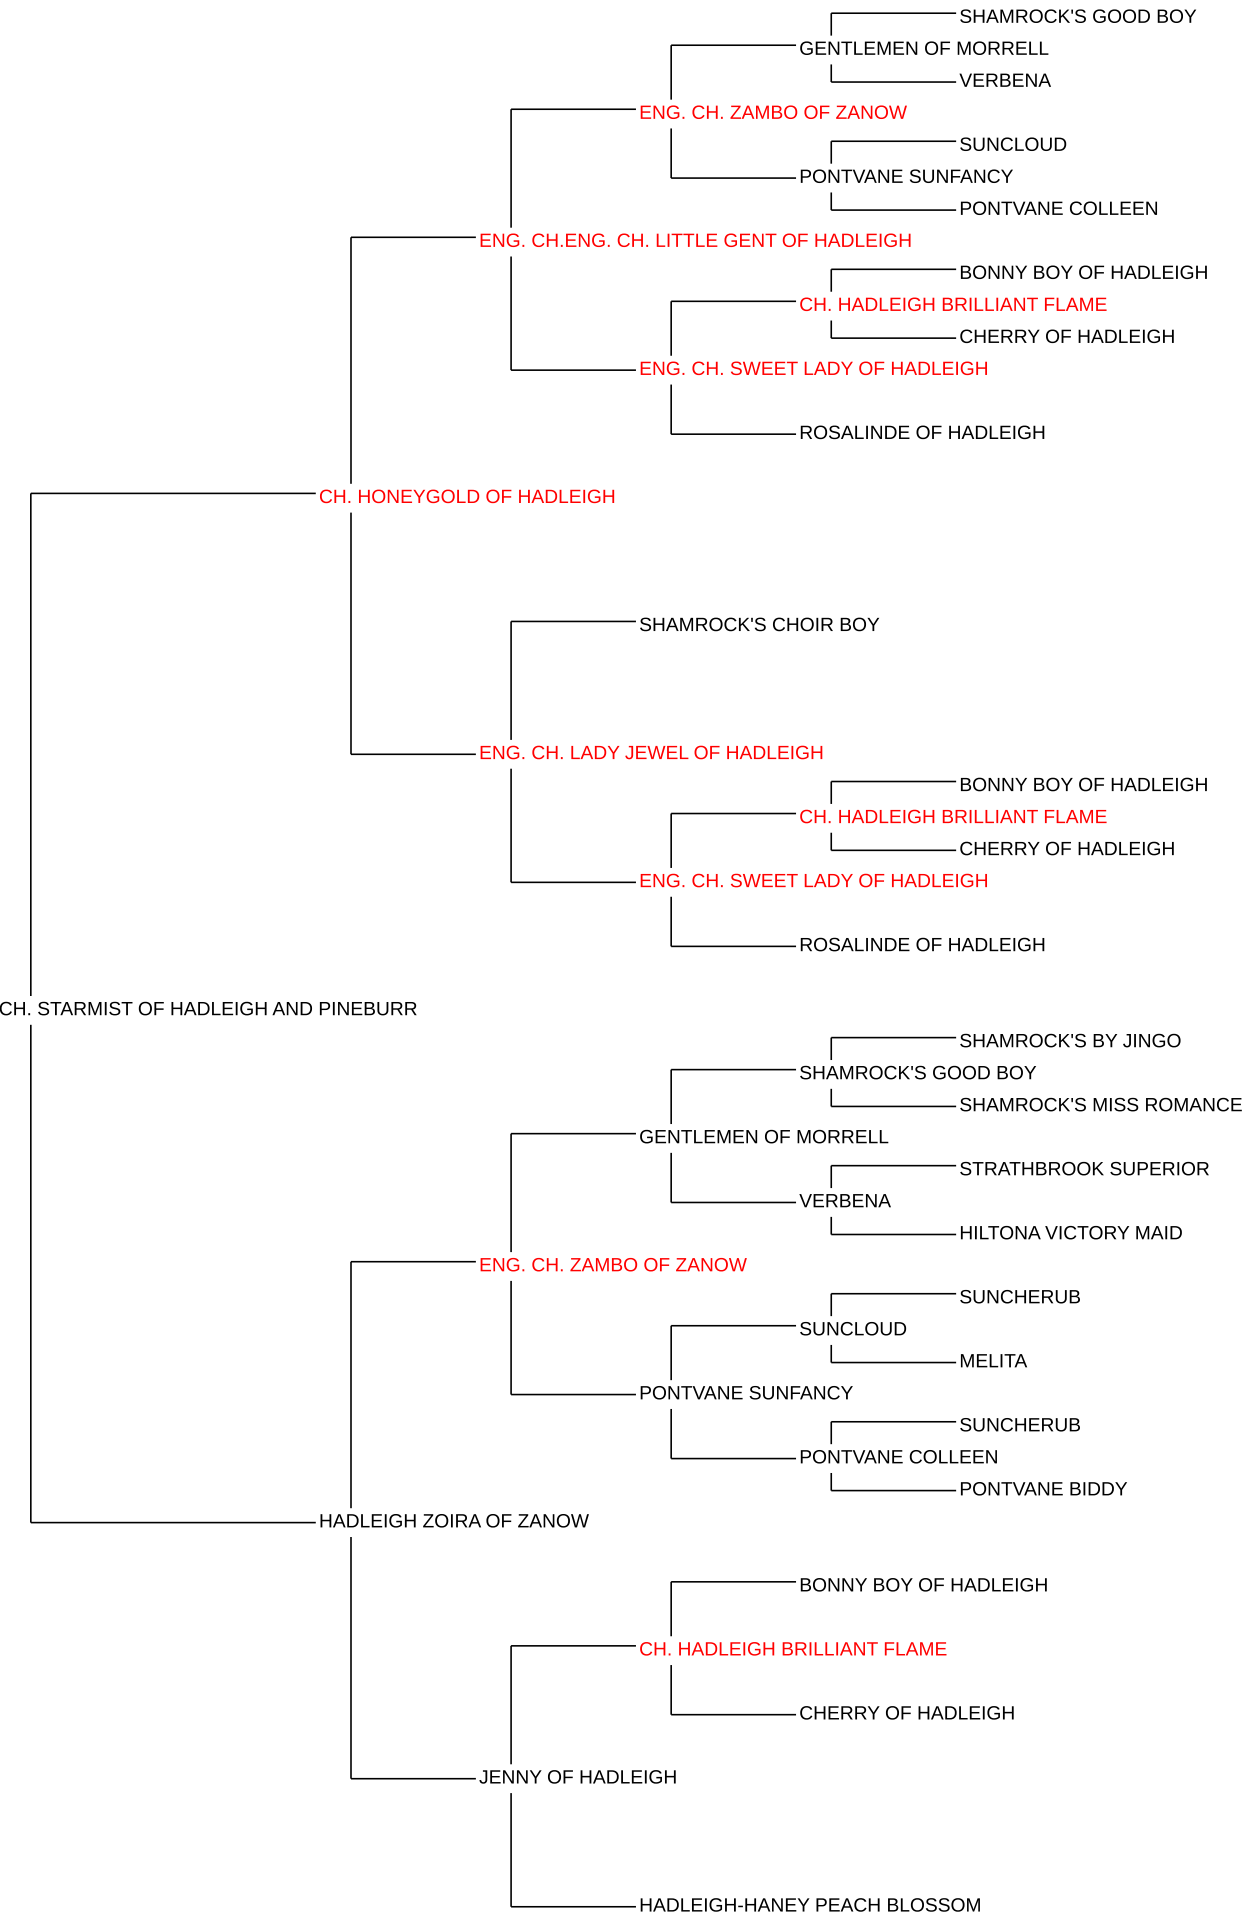 SHAMROCK'S GOOD BOY
GENTLEMEN OF MORRELL
VERBENA
ENG. CH. ZAMBO OF ZANOW
SUNCLOUD
PONTVANE SUNFANCY
PONTVANE COLLEEN
ENG. CH.ENG. CH. LITTLE GENT OF HADLEIGH
BONNY BOY OF HADLEIGH
CH. HADLEIGH BRILLIANT FLAME
CHERRY OF HADLEIGH
ENG. CH. SWEET LADY OF HADLEIGH
ROSALINDE OF HADLEIGH
CH. HONEYGOLD OF HADLEIGH
SHAMROCK'S CHOIR BOY
ENG. CH. LADY JEWEL OF HADLEIGH
BONNY BOY OF HADLEIGH
CH. HADLEIGH BRILLIANT FLAME
CHERRY OF HADLEIGH
ENG. CH. SWEET LADY OF HADLEIGH
ROSALINDE OF HADLEIGH
CH. STARMIST OF HADLEIGH AND PINEBURR
SHAMROCK'S BY JINGO
SHAMROCK'S GOOD BOY
SHAMROCK'S MISS ROMANCE
GENTLEMEN OF MORRELL
STRATHBROOK SUPERIOR
VERBENA
HILTONA VICTORY MAID
ENG. CH. ZAMBO OF ZANOW
SUNCHERUB
SUNCLOUD
MELITA
PONTVANE SUNFANCY
SUNCHERUB
PONTVANE COLLEEN
PONTVANE BIDDY
HADLEIGH ZOIRA OF ZANOW
BONNY BOY OF HADLEIGH
CH. HADLEIGH BRILLIANT FLAME
CHERRY OF HADLEIGH
JENNY OF HADLEIGH
HADLEIGH-HANEY PEACH BLOSSOM